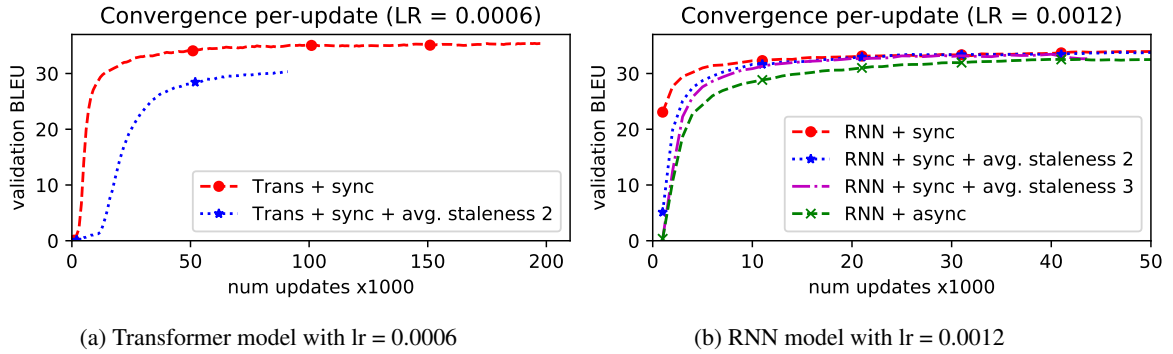 Convergence per-update (LR = 0.0006)
validation BLEU
30
20
10
0
Trans + sync
Trans + sync + avg. staleness 2
0 50 100 150 200
num updates x1000
(a) Transformer model with lr = 0.0006
Convergence per-update (LR = 0.0012)
validation BLEU
30
20
10
0
RNN + sync
RNN + sync + avg. staleness 2
RNN + sync + avg. staleness 3
RNN + async
0 10 20 30 40 50
num updates x1000
(b) RNN model with lr = 0.0012